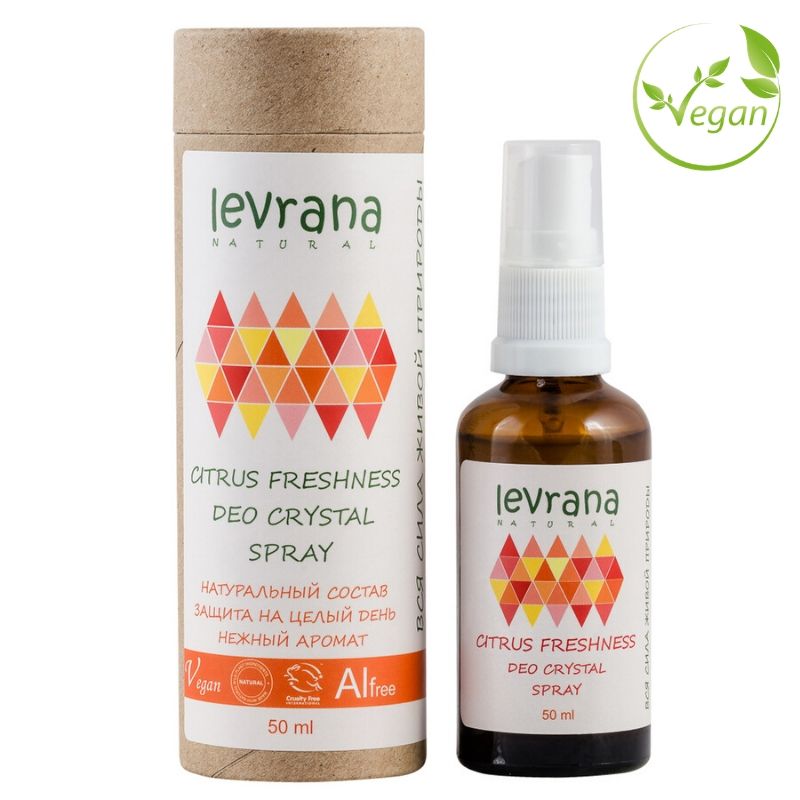 Vegan
levrana
NATURAL
CITRUS FRESHNESS
DEO CRYSTAL
SPRAY
НАТУРАЛЬНЫЙ СОСТАВ
ЗАЩИТА НА ЦЕЛЫЙ ДЕНЬ
НЕЖНЫЙ АРОМАТ
Vegan
NATURAL
Cruelty Free
INTERNATIONAL
Al free
50 ml
ВСЯ СИЛА ЖИВОЙ ПРИРОДЫ
levrana
NATURAL
CITRUS FRESHNESS
DEO CRYSTAL
SPRAY
50 ml
ВСЯ СИЛА ЖИВОЙ ПРИРОДЫ